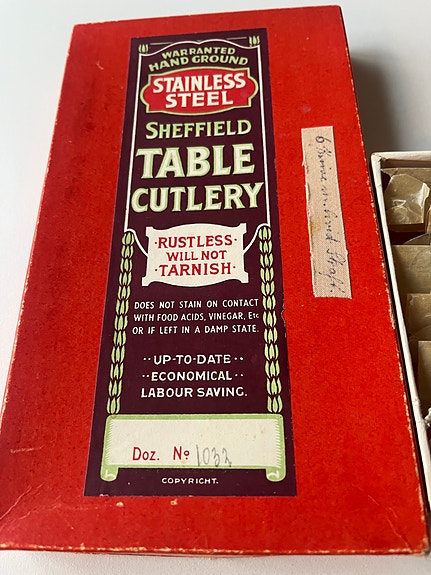 WARRANTED
HAND GROUND
STAINLESS
STEEL
SHEFFIELD
TABLE
CUTLERY
·RUSTLESS·
WILL NOT
TARNISH·
DOES NOT STAIN ON CONTACT
WITH FOOD ACIDS, VINEGAR, Etc
OR IF LEFT IN A DAMP STATE.
··UP-TO-DATE··
··ECONOMICAL··
LABOUR SAVING.
Doz. No 1032
COPYRIGHT.
6